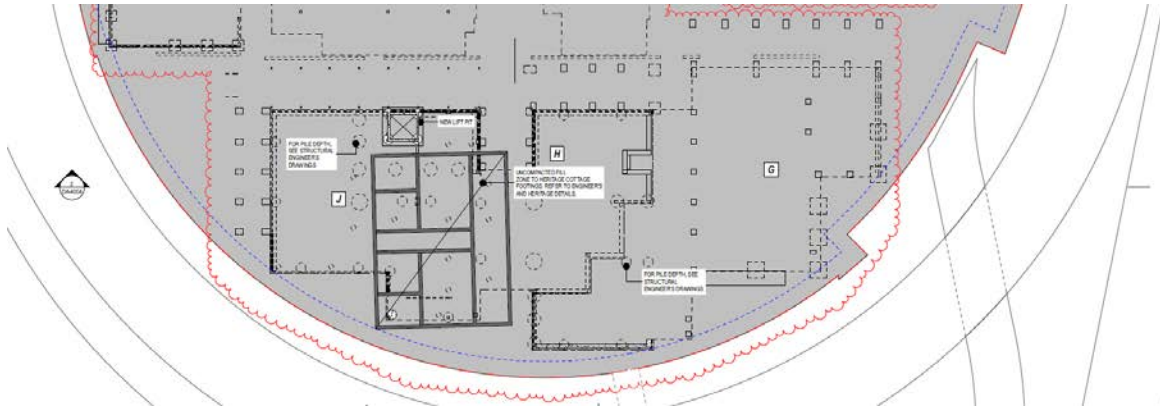 NEW LIFT PIT
FOR PILE DEPTH,
SEE STRUCTURAL
ENGINEER'S
DRAWINGS
H
UNCOMPACTED FILL
ZONE TO HERITAGE COTTAGE
FOOTINGS. REFER TO ENGINEERS
AND HERITAGE DETAILS.
G
J
FOR PILE DEPTH, SEE
STRUCTURAL
ENGINEER'S DRAWINGS.